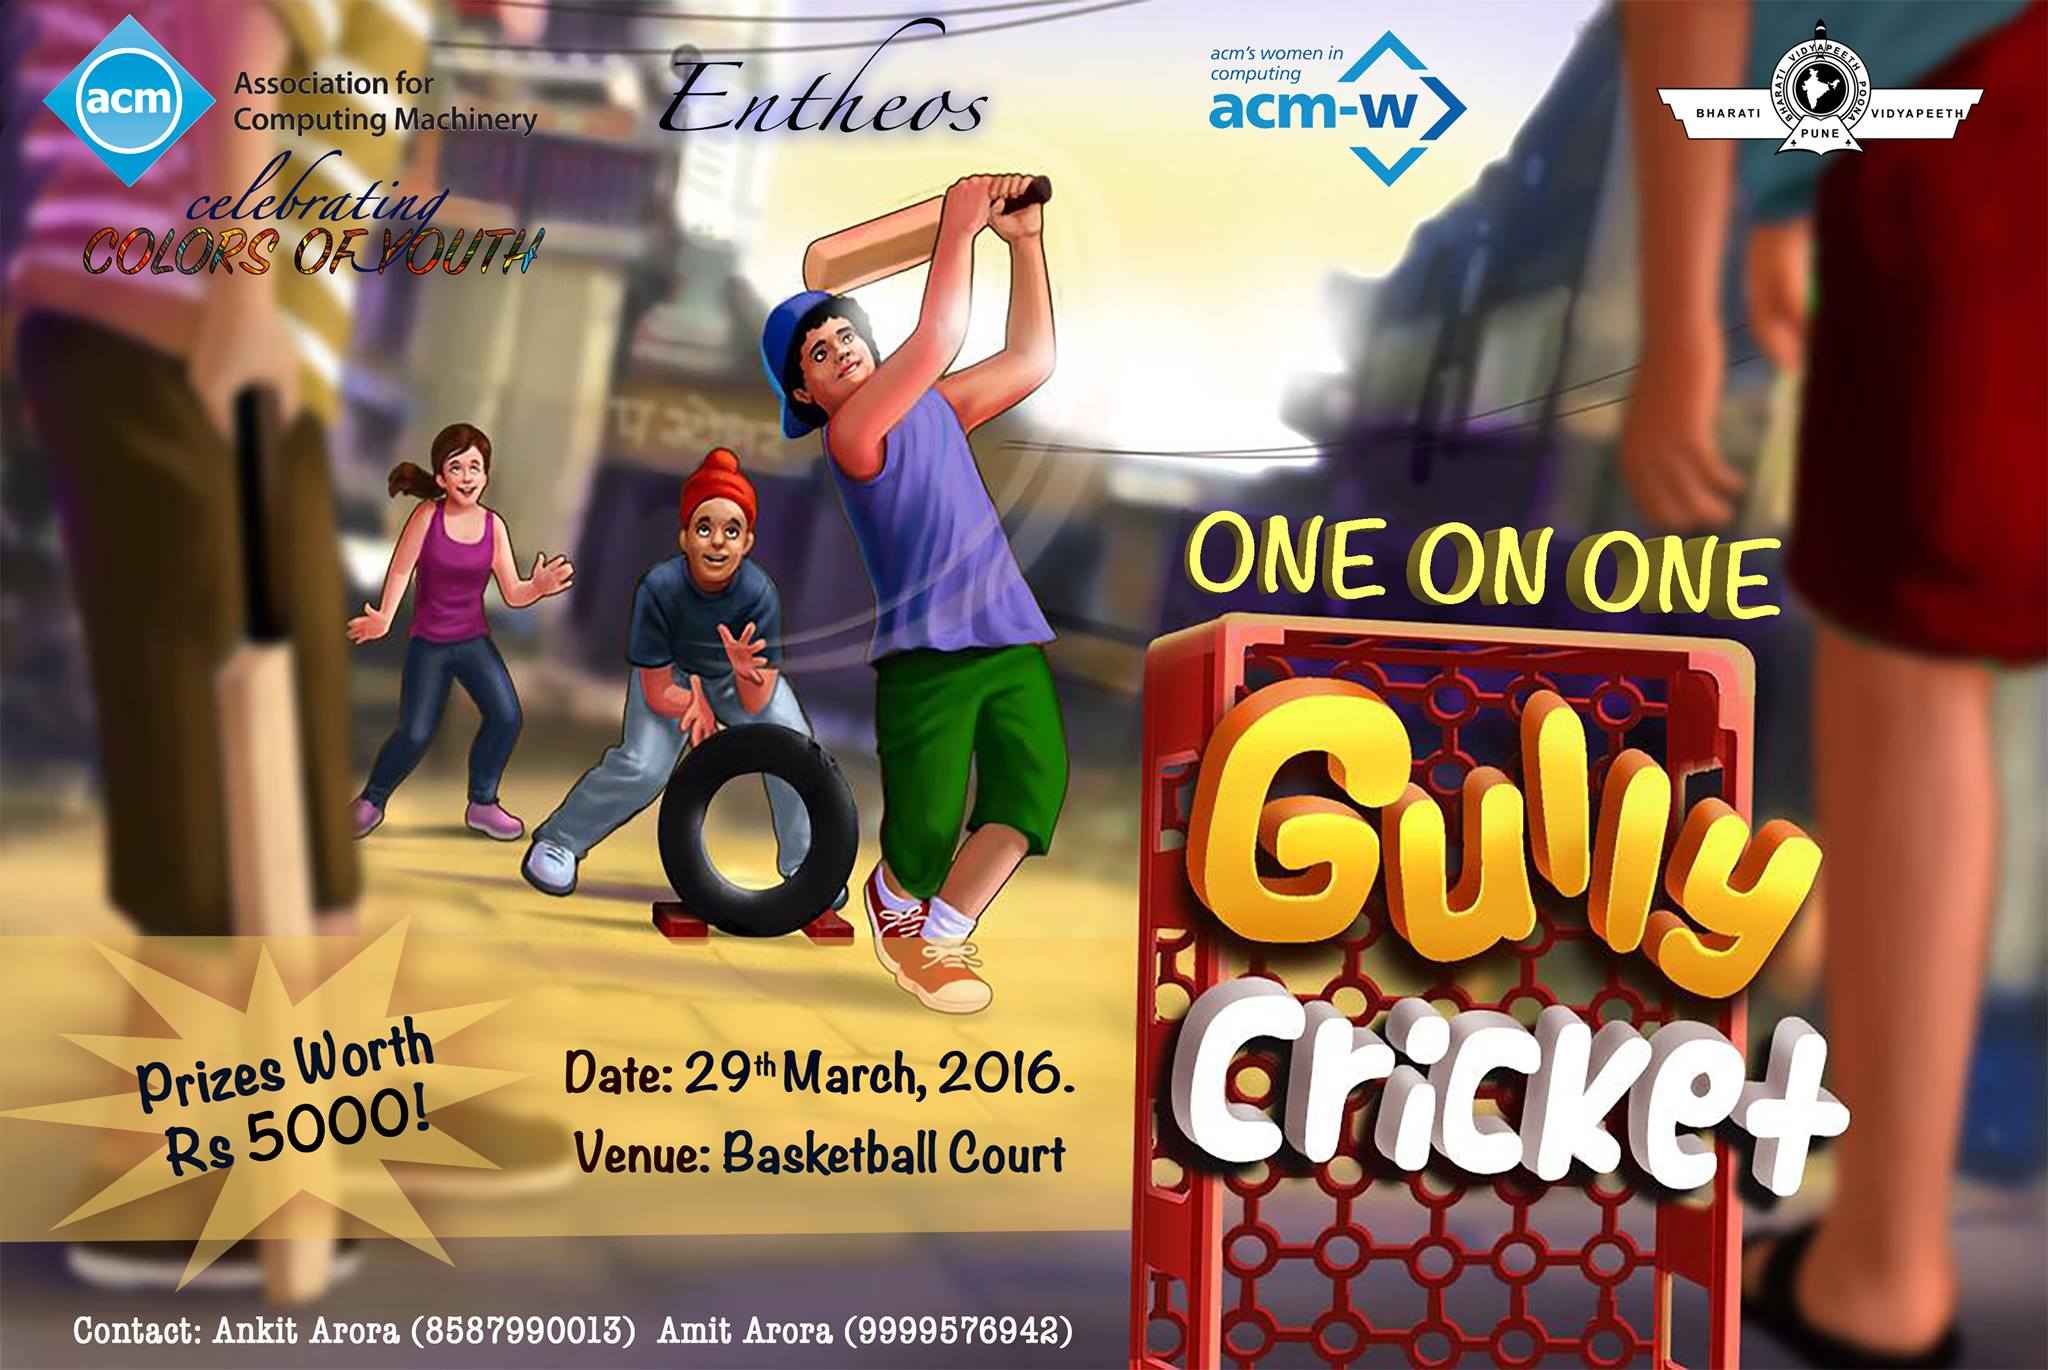 acm
Association for
Computing Machinery
celebrating
COLORS OF YOUTH
Entheos
acm's women in
computing
acm-w
BHARATI VIDYAPEETH POONA
BHARATI
VIDYAPEETH
PUNE
ONE ON ONE
Gully
Cricket
Prizes Worth
Rs 5000!
Date: 29th March, 2016.
Venue: Basketball Court
Contact: Ankit Arora (8587990013) Amit Arora (9999576942)